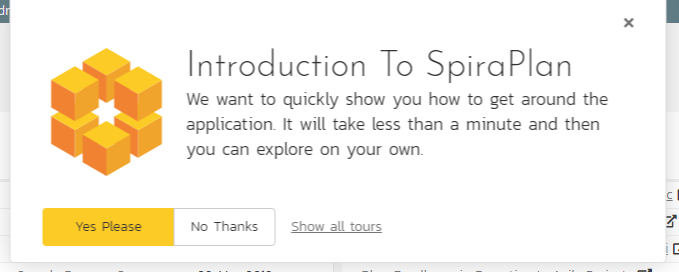 ×
Introduction To SpiraPlan
We want to quickly show you how to get around the
application. It will take less than a minute and then
you can explore on your own.
Yes Please
No Thanks
Show all tours